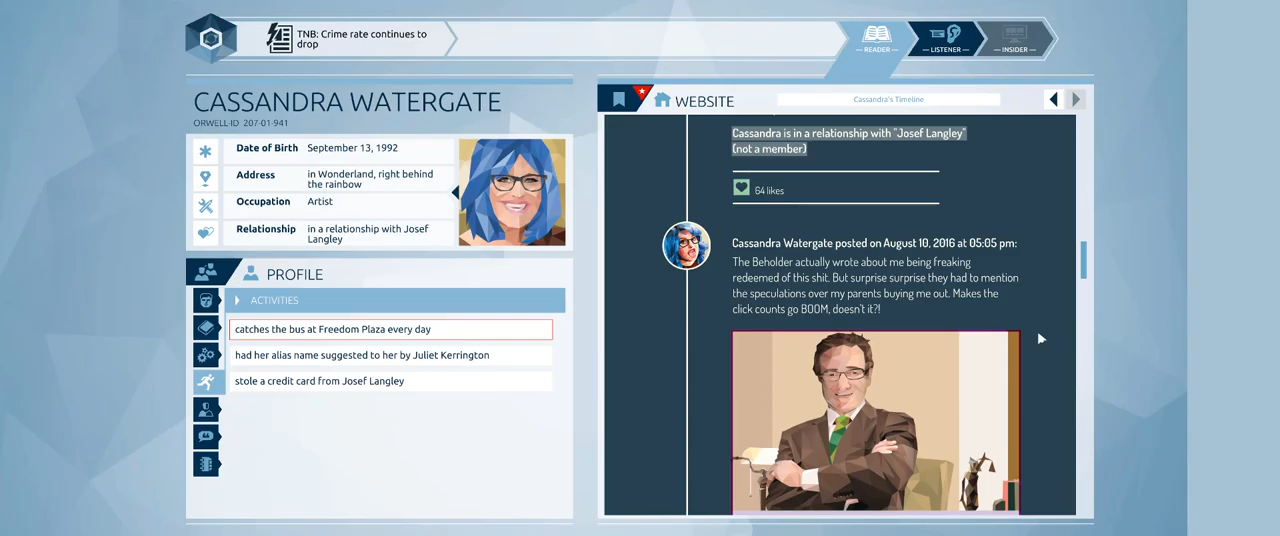 TNB: Crime rate continues to
drop
— READER —
— LISTENER —
— INSIDER —
CASSANDRA WATERGATE
ORWELL-ID 207-01-941
Date of Birth September 13, 1992
Address in Wonderland, right behind
the rainbow
Occupation Artist
Relationship in a relationship with Josef
Langley
PROFILE
ACTIVITIES
catches the bus at Freedom Plaza every day
had her alias name suggested to her by Juliet Kerrington
stole a credit card from Josef Langley
WEBSITE
Cassandra's Timeline
Cassandra is in a relationship with "Josef Langley"
(not a member)
64 likes
Cassandra Watergate posted on August 10, 2016 at 05:05 pm:
The Beholder actually wrote about me being freaking
redeemed of this shit. But surprise surprise they had to mention
the speculations over my parents buying me out. Makes the
click counts go BOOM, doesn't it?!